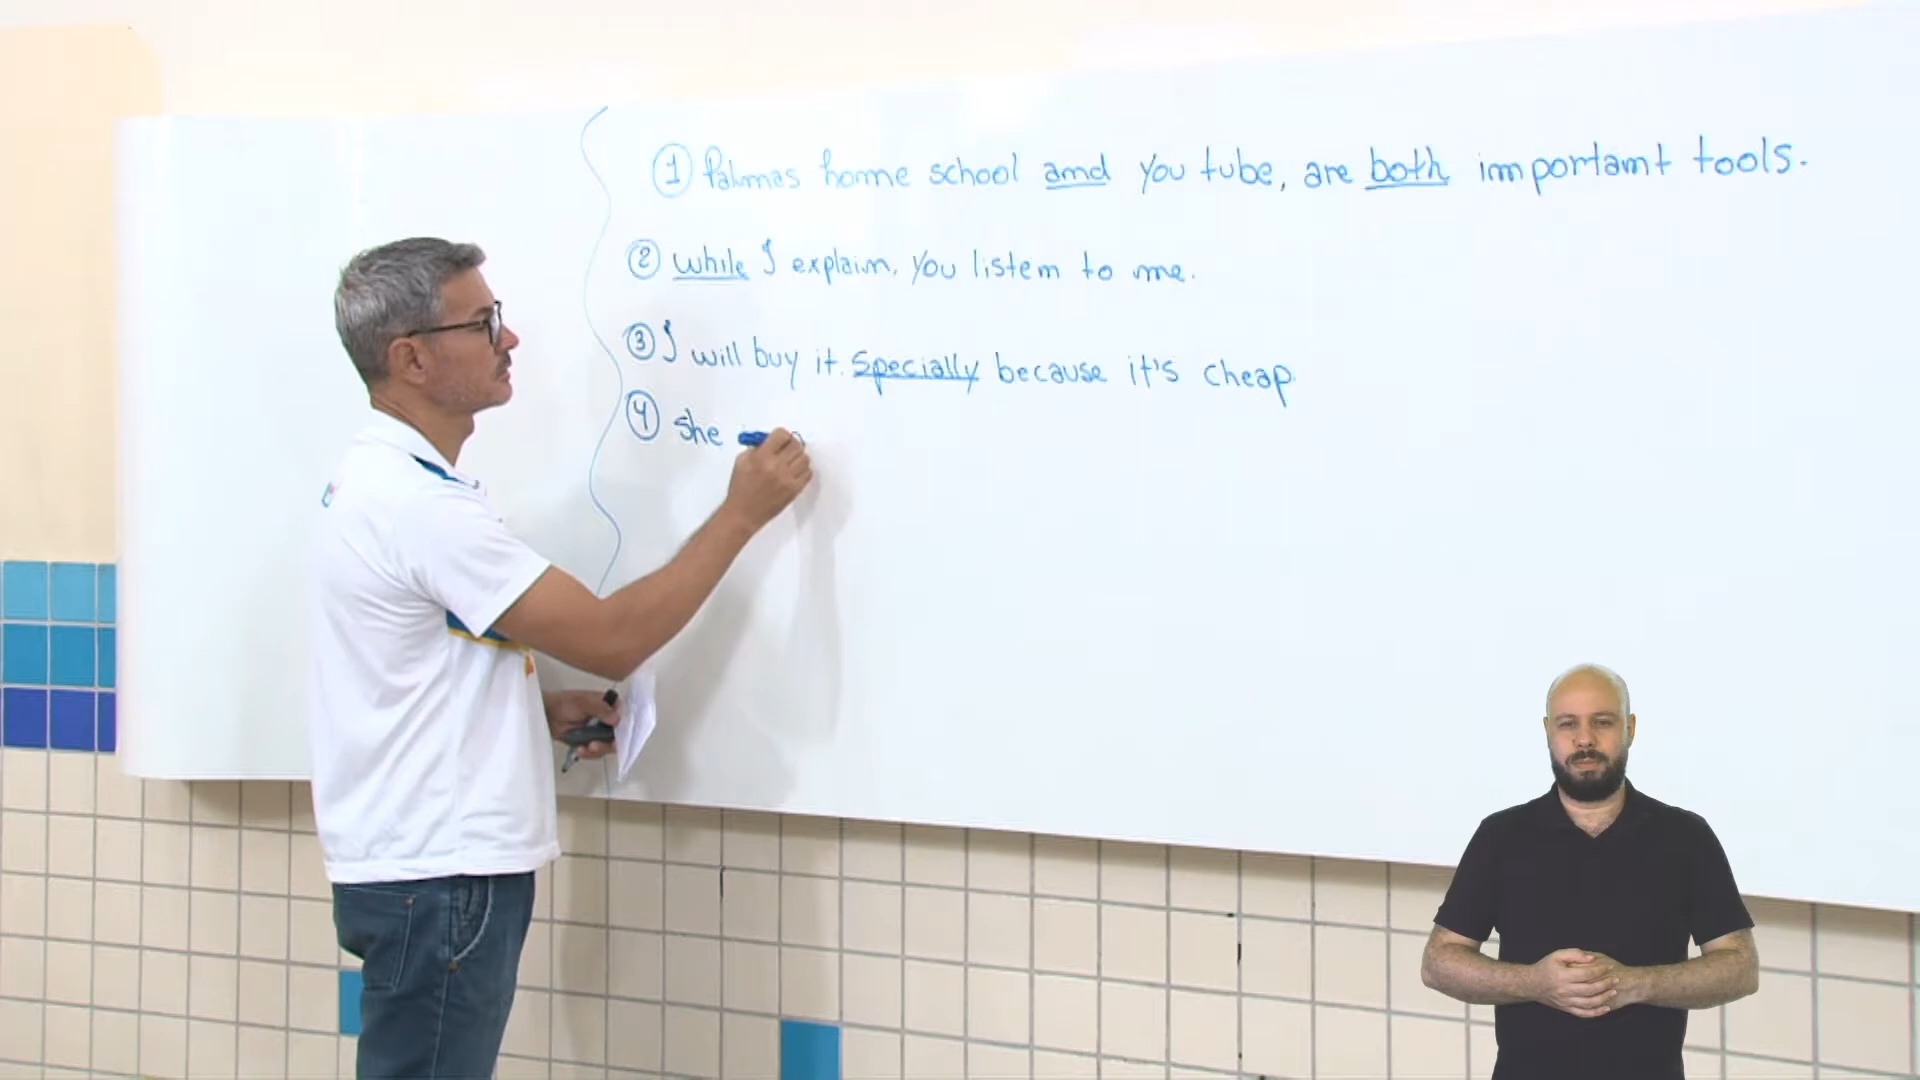 ① Palmas home school and You tube, are both important tools.
② while I explain, you listen to me.
③ I will buy it. Specially because it's cheap
④ She